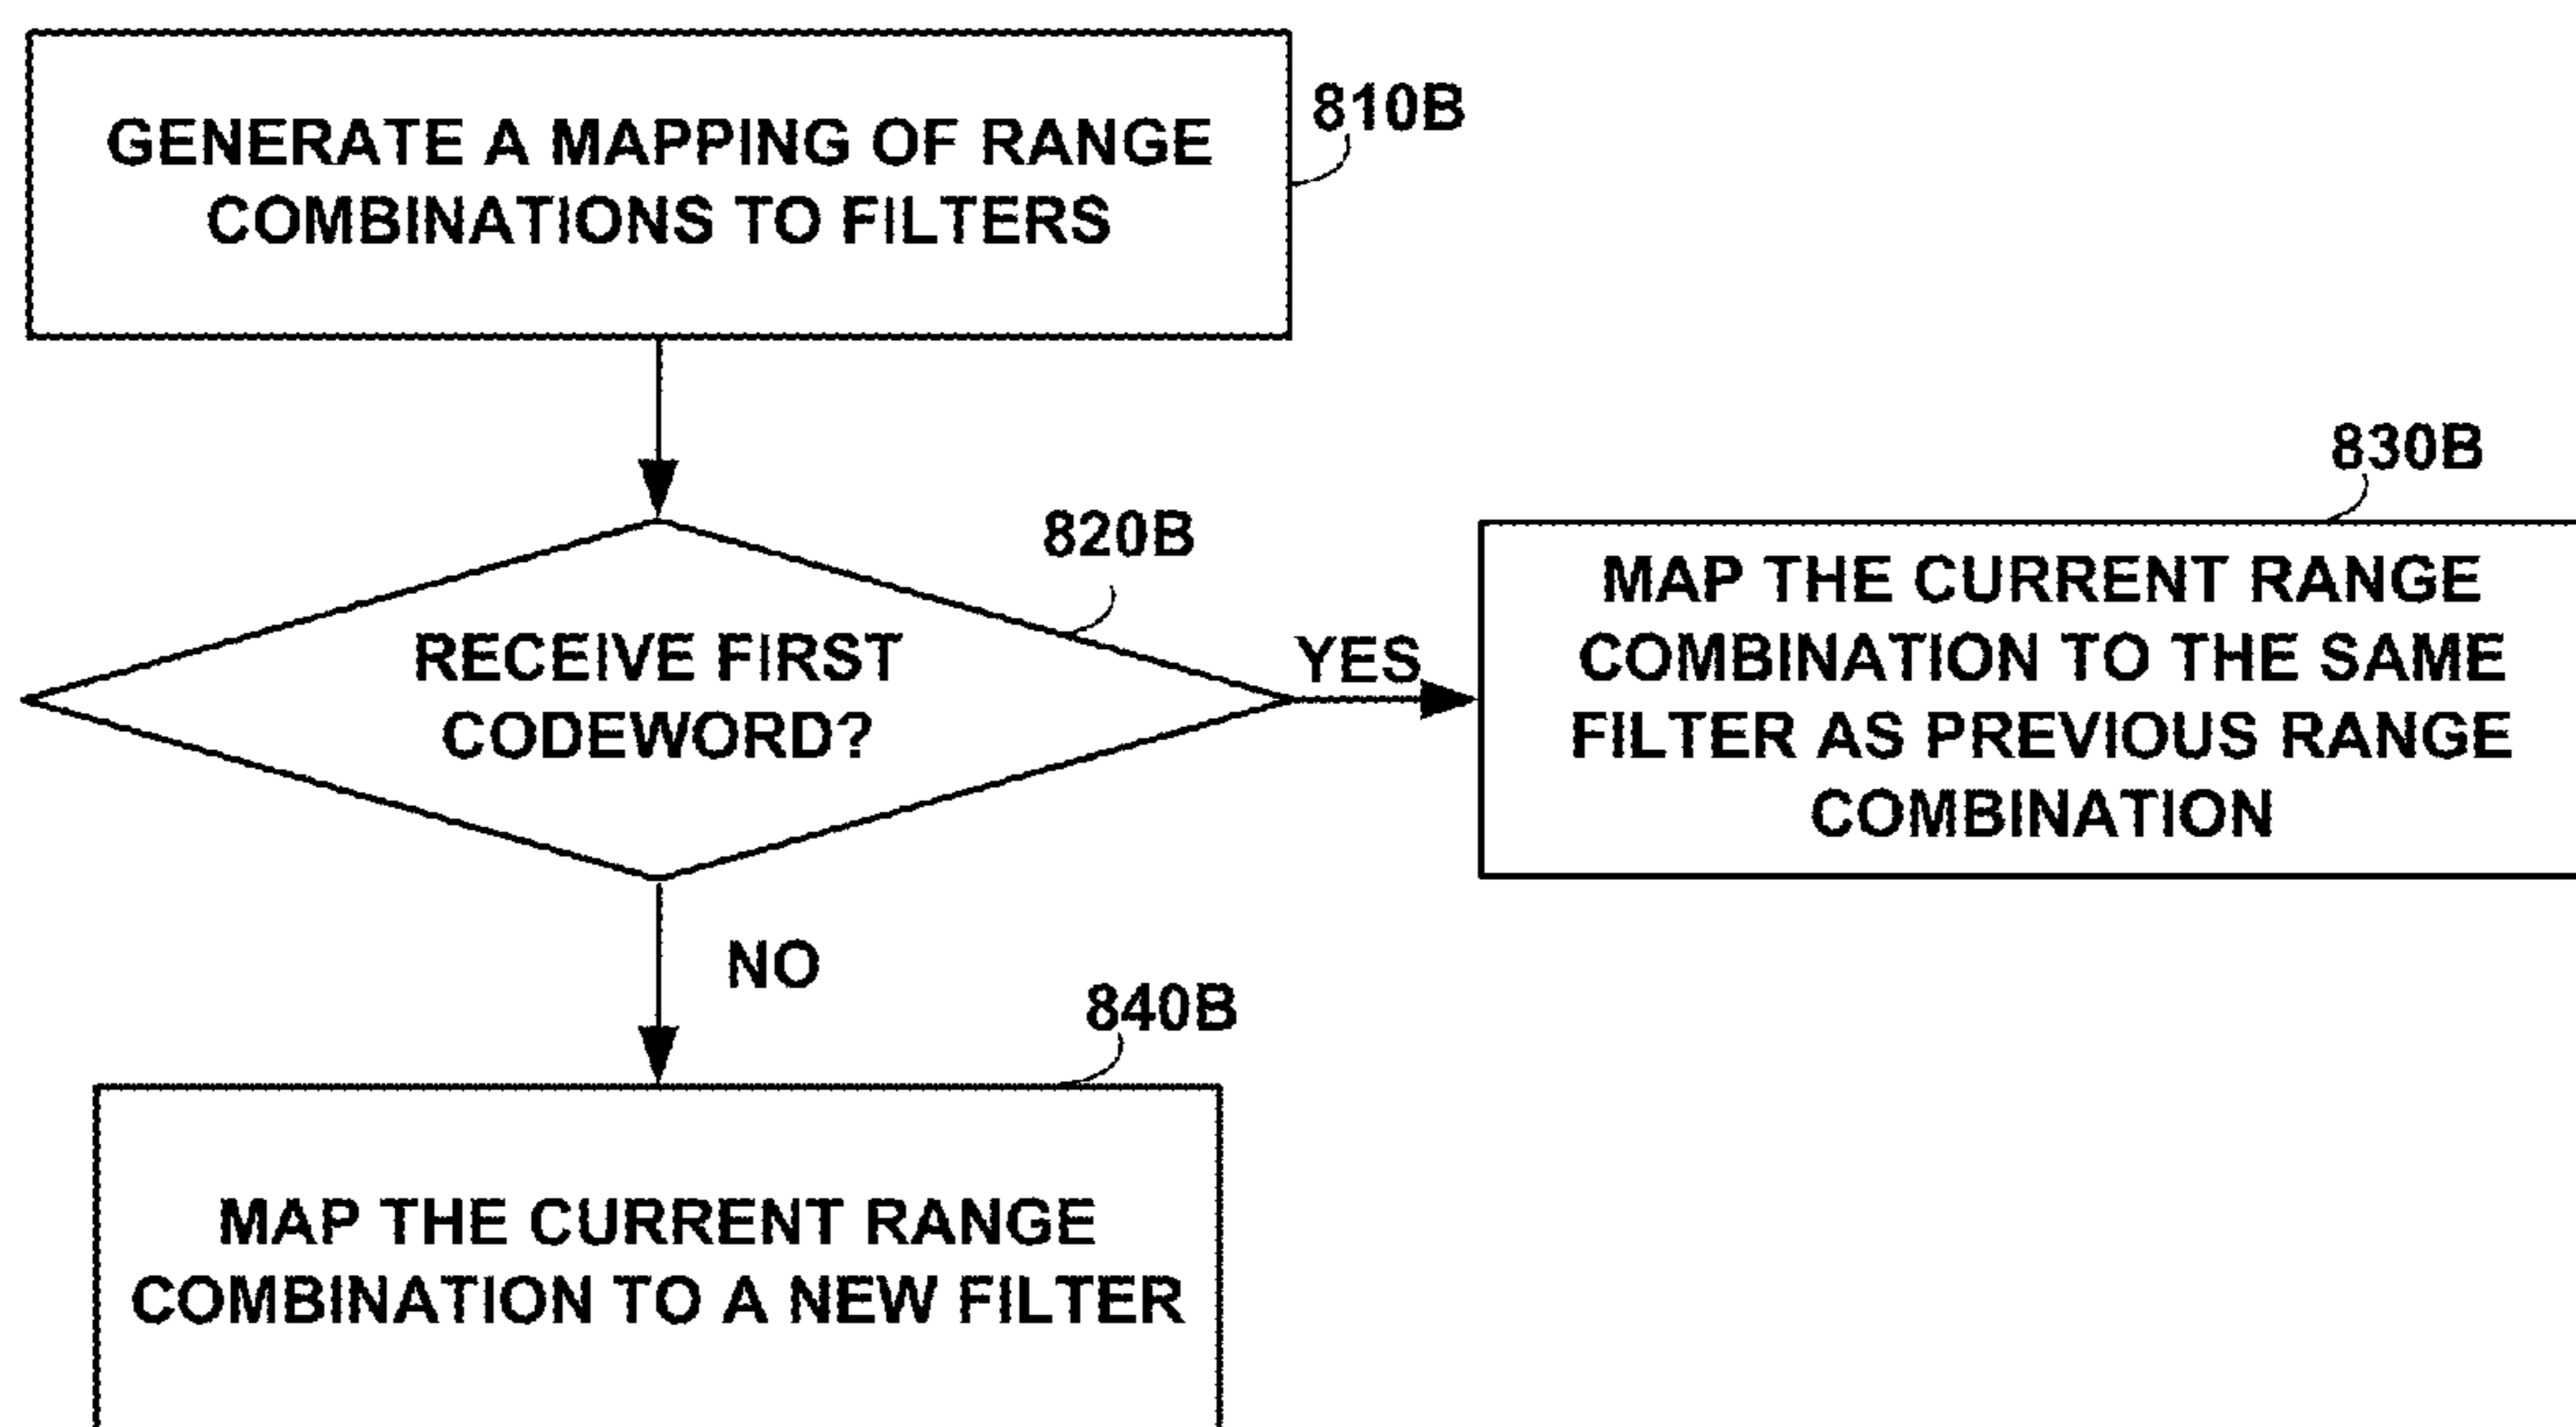 GENERATE A MAPPING OF RANGE
COMBINATIONS TO FILTERS
810B
RECEIVE FIRST
CODEWORD?
820B
YES
MAP THE CURRENT RANGE
COMBINATION TO THE SAME
FILTER AS PREVIOUS RANGE
COMBINATION
830B
NO
MAP THE CURRENT RANGE
COMBINATION TO A NEW FILTER
840B